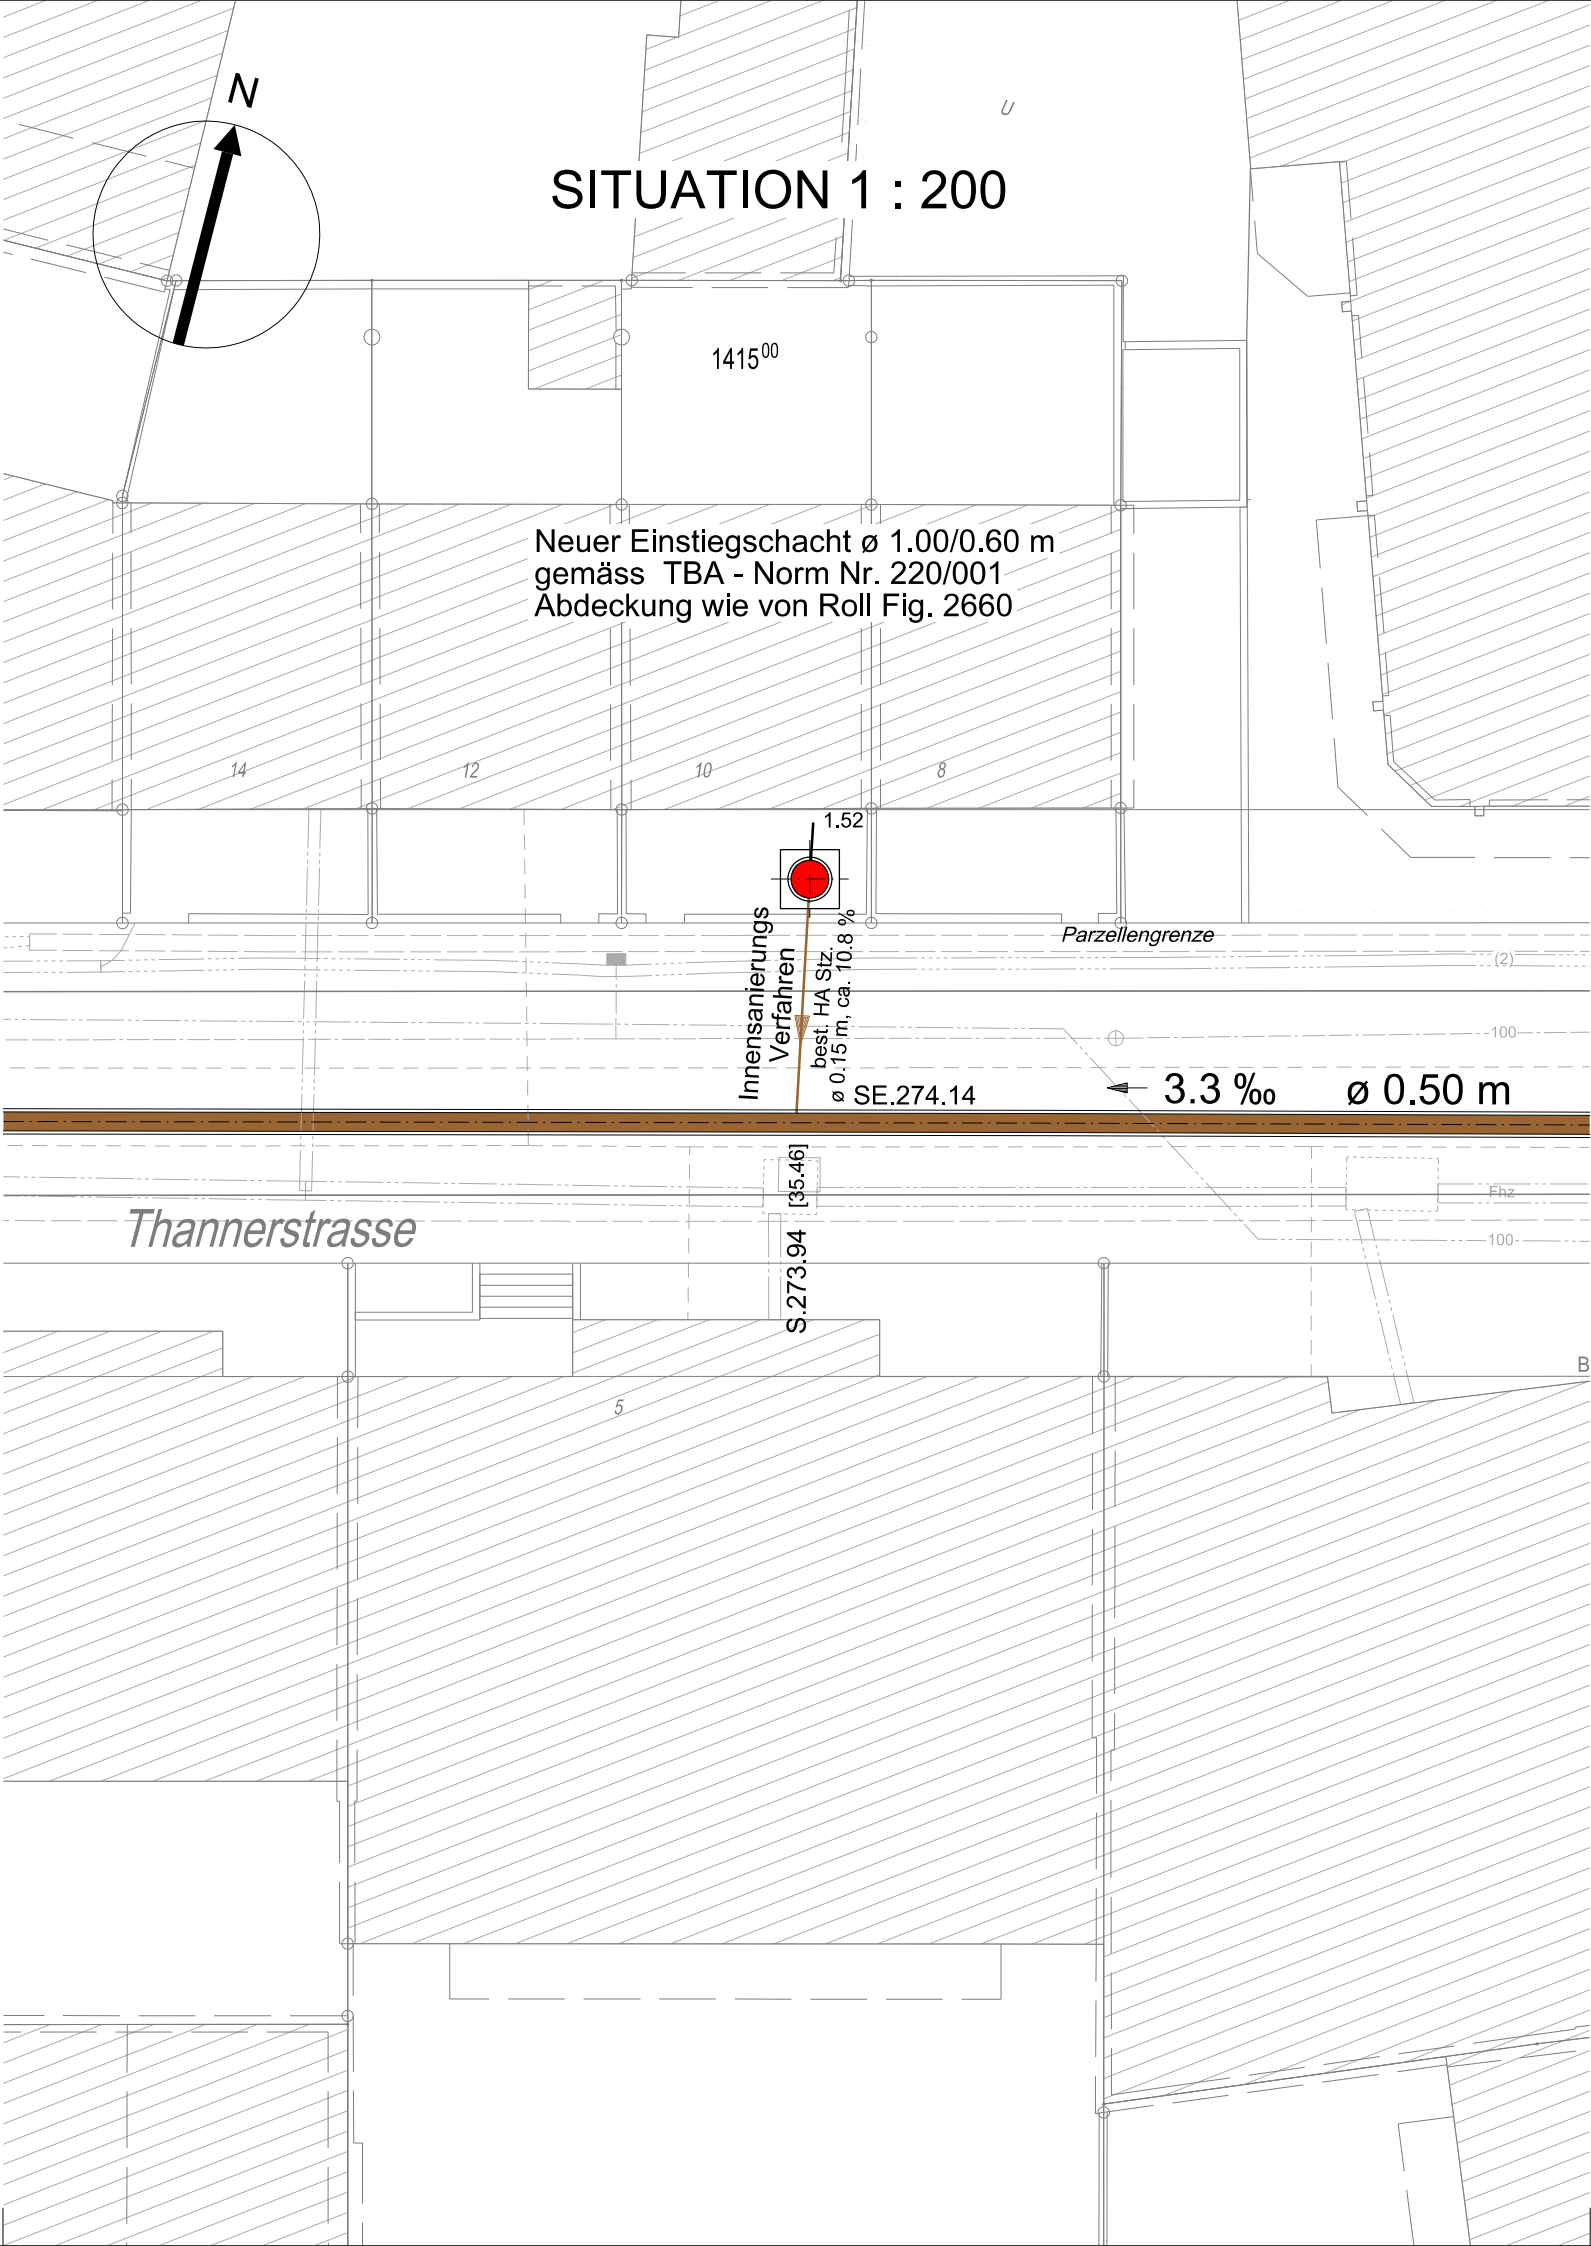 N
U
SITUATION 1 : 200
1415⁰⁰
Neuer Einstiegschacht ø 1.00/0.60 m
gemäss TBA - Norm Nr. 220/001
Abdeckung wie von Roll Fig. 2660
14
12
10
8
1.52
Innensanierungs
Verfahren
best. HA Stz.
ø 0.15 m, ca. 10.8 %
Parzellengrenze
(2)
100
SE.274.14
3.3 ‰
ø 0.50 m
S.273.94 [35.46]
Fhz
Thannerstrasse
100
B
5